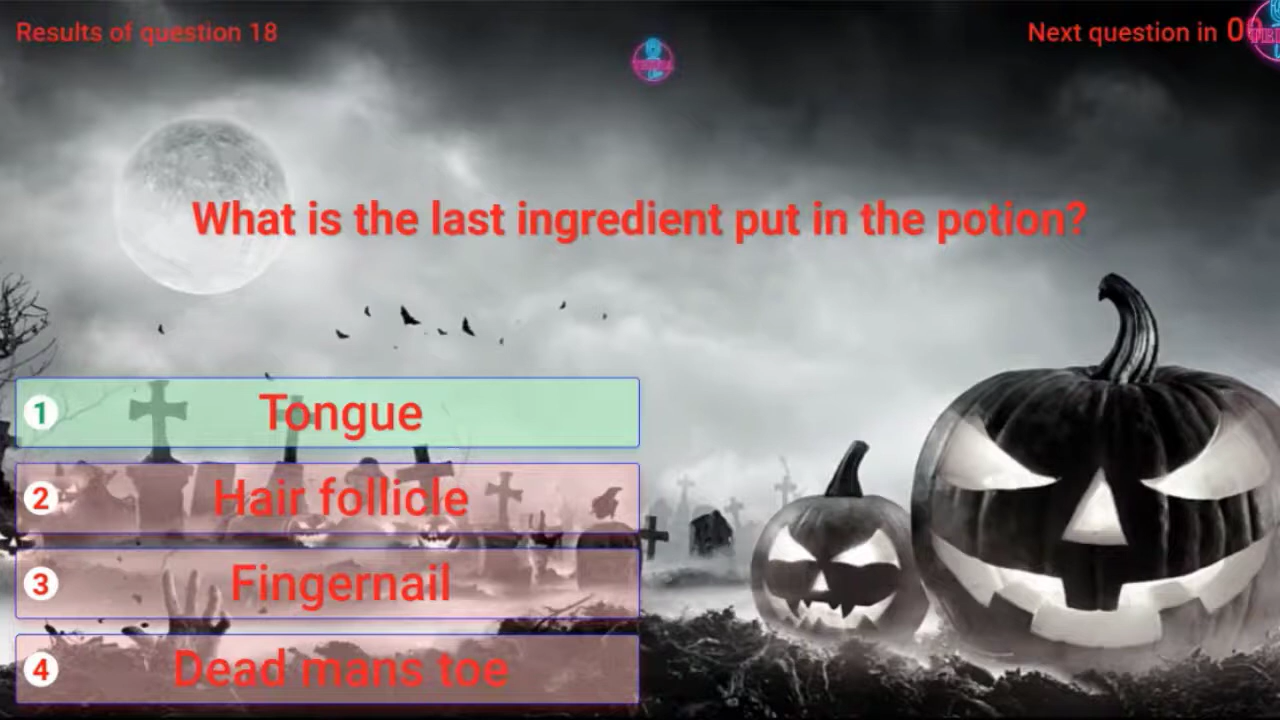 Results of question 18
Next question in
What is the last ingredient put in the potion?
1 Tongue
2 Hair follicle
3 Fingernail
4 Dead mans toe